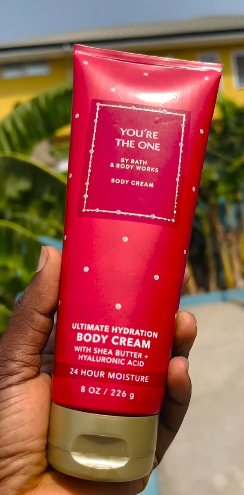 YOU'RE
THE ONE
BY BATH
& BODY WORKS
BODY CREAM
ULTIMATE HYDRATION
BODY CREAM
WITH SHEA BUTTER +
HYALURONIC ACID
24 HOUR MOISTURE
8 OZ / 226 g